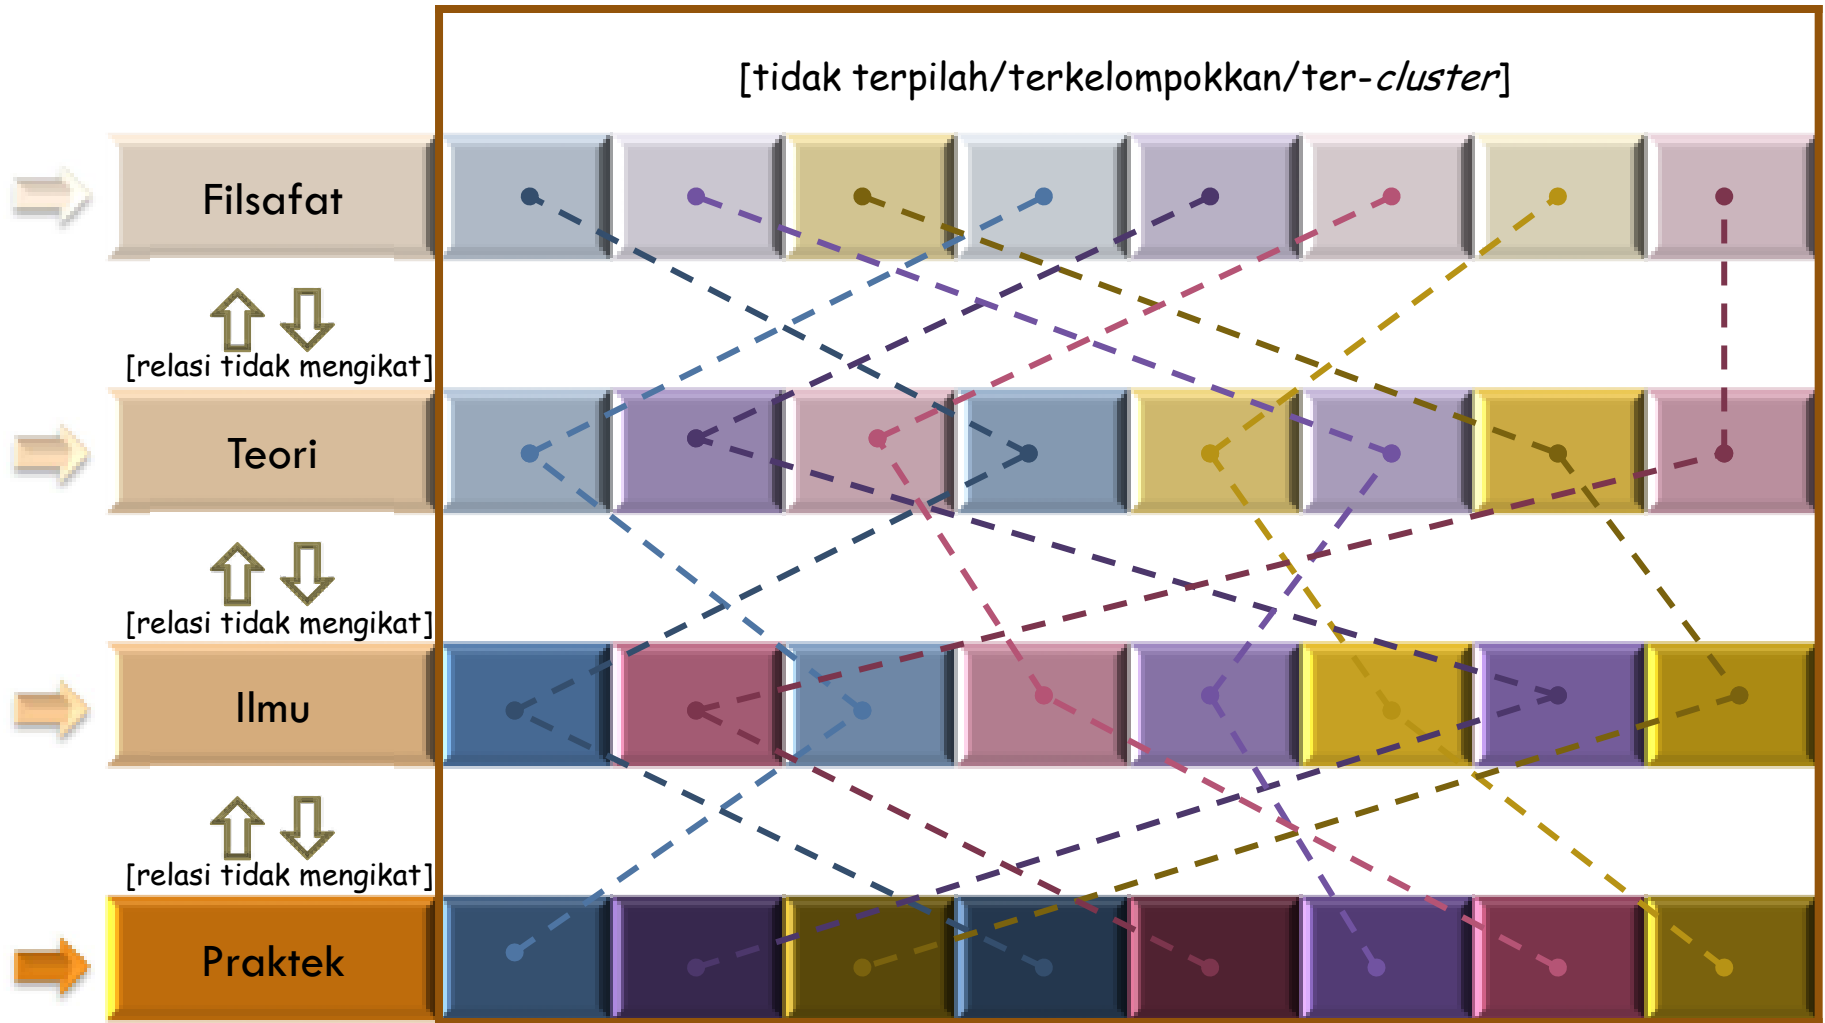 [tidak terpilah/terkelompokkan/ter-cluster]
Filsafat
[relasi tidak mengikat]
Teori
[relasi tidak mengikat]
Ilmu
[relasi tidak mengikat]
Praktek